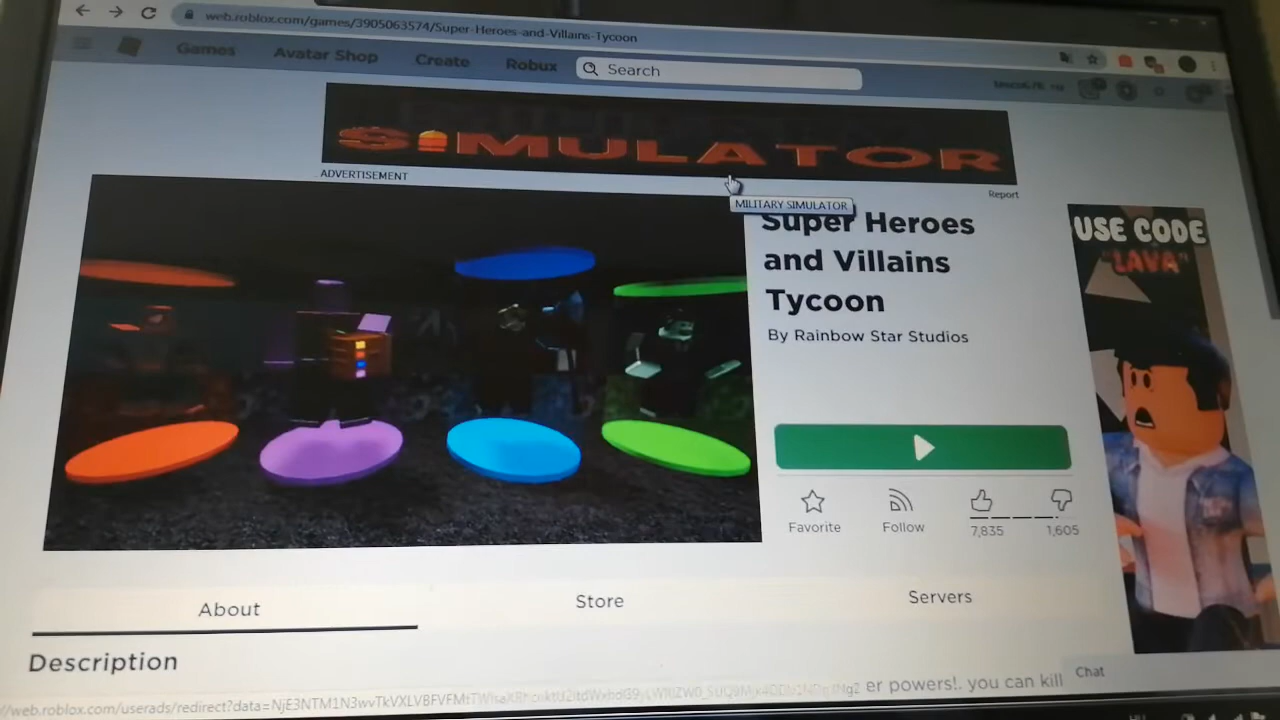 web.roblox.com/games/3905063574/Super-Heroes-and-Villains-Tycoon
Games Avatar Shop Create Robux Search
SIMULATOR
ADVERTISEMENT
Report
MILITARY SIMULATOR
Super Heroes
and Villains
Tycoon
By Rainbow Star Studios
USE CODE
"LAVA"
Favorite Follow 7,835 1,605
About Store Servers
Description
Chat
er powers!. you can kill